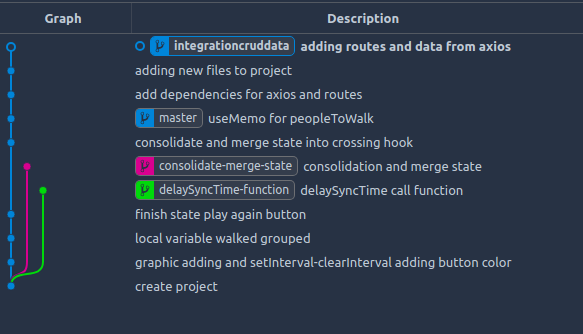 Graph Description
integrationcruddata adding routes and data from axios
adding new files to project
add dependencies for axios and routes
master useMemo for peopleToWalk
consolidate and merge state into crossing hook
consolidate-merge-state consolidation and merge state
delaySyncTime-function delaySyncTime call function
finish state play again button
local variable walked grouped
graphic adding and setInterval-clearInterval adding button color
create project